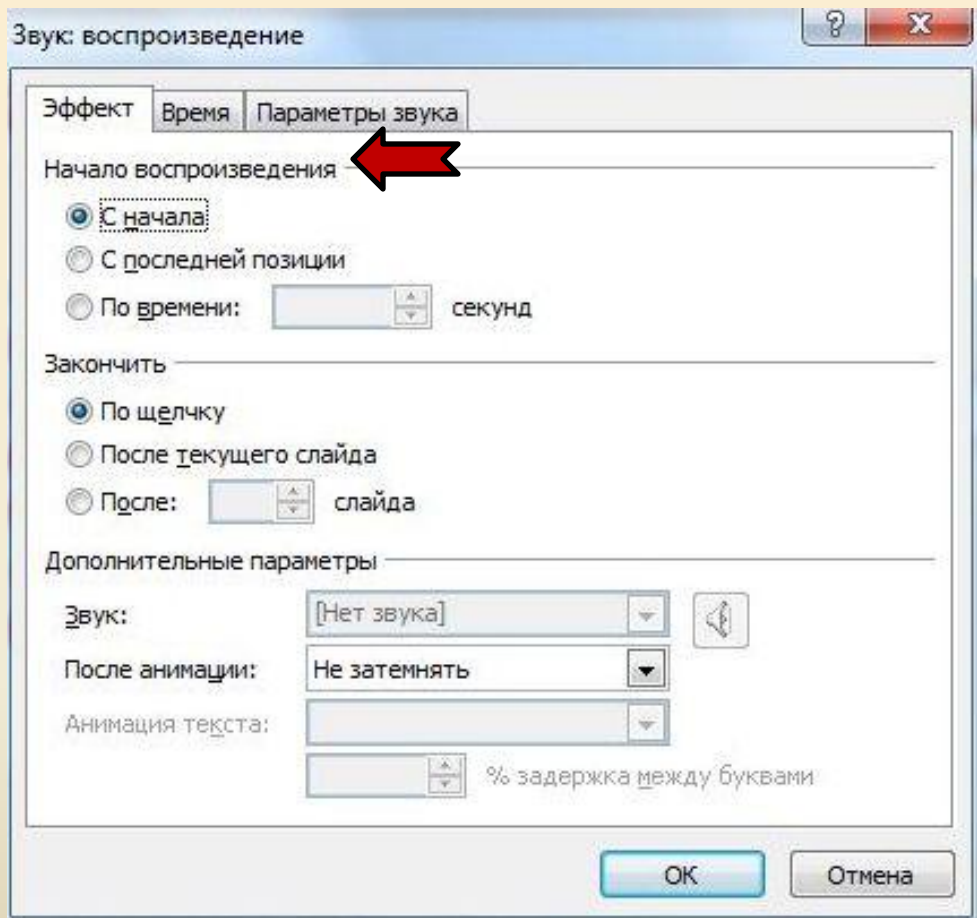 Звук: воспроизведение
Эффект Время Параметры звука
Начало воспроизведения
С начала
С последней позиции
По времени: секунд
Закончить
По щелчку
После текущего слайда
После: слайда
Дополнительные параметры
Звук: [Нет звука]
После анимации: Не затемнять
Анимация текста:
% задержка между буквами
ОК Отмена